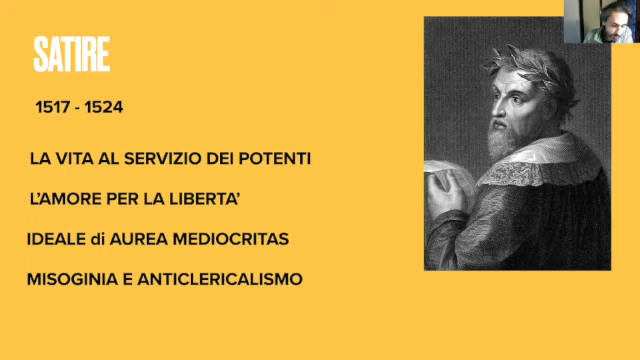 SATIRE
1517 - 1524
LA VITA AL SERVIZIO DEI POTENTI
L’AMORE PER LA LIBERTA’
IDEALE di AUREA MEDIOCRITAS
MISOGINIA E ANTICLERICALISMO